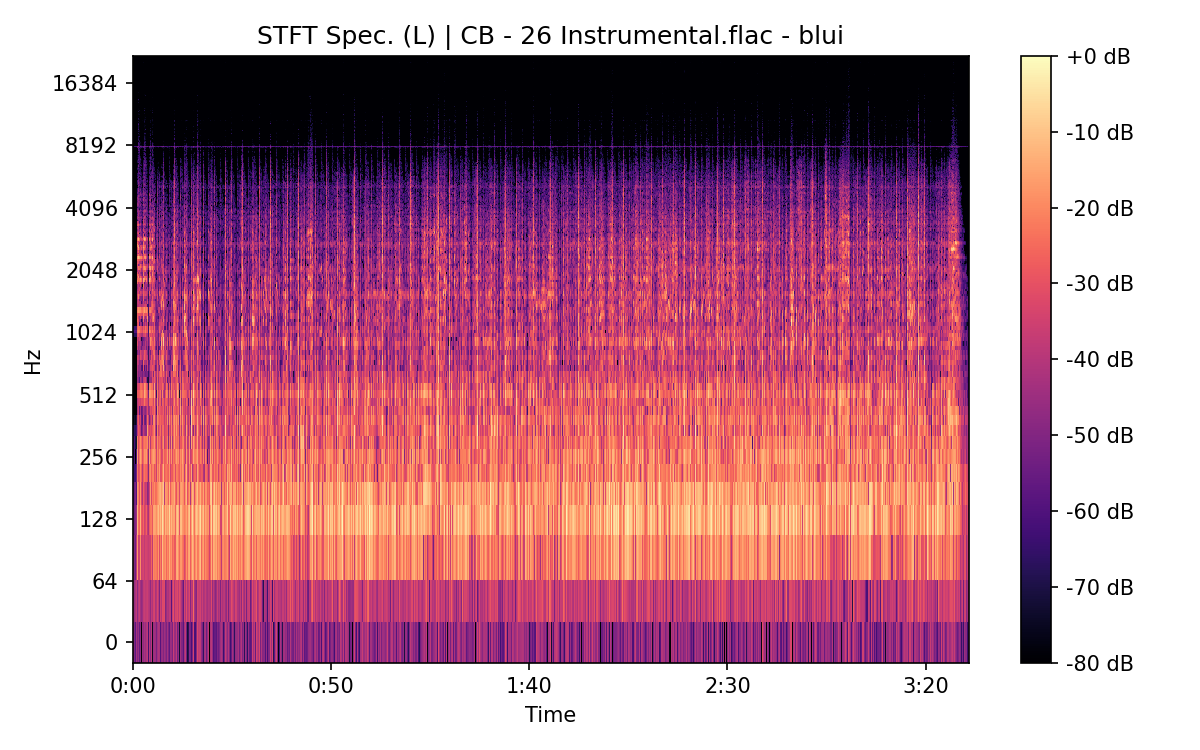 STFT Spec. (L) | CB - 26 Instrumental.flac - blui
16384
8192
4096
2048
1024
512
256
128
64
0
Hz
0:00
0:50
1:40
2:30
3:20
Time
+0 dB
-10 dB
-20 dB
-30 dB
-40 dB
-50 dB
-60 dB
-70 dB
-80 dB